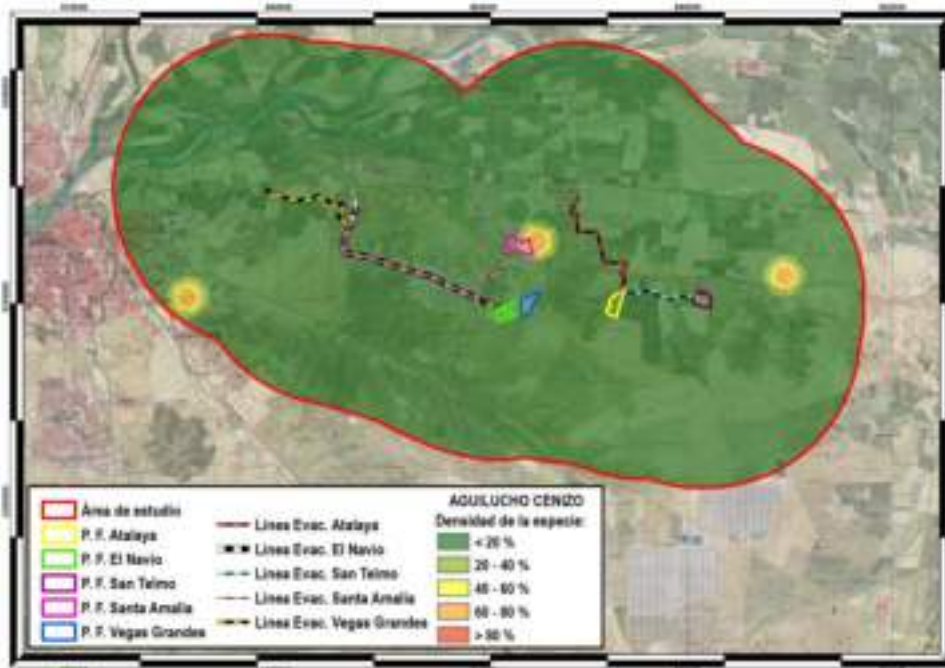 Área de estudio
P. F. Atalaya
P. F. El Navio
P. F. San Telmo
P. F. Santa Amalia
P. F. Vegas Grandes
Linea Evac. Atalaya
Linea Evac. El Navio
Linea Evac. San Telmo
Linea Evac. Santa Amalia
Linea Evac. Vegas Grandes
AGUILUCHO CENIZO
Densidad de la especie:
< 20 %
20 - 40 %
40 - 60 %
60 - 80 %
> 80 %